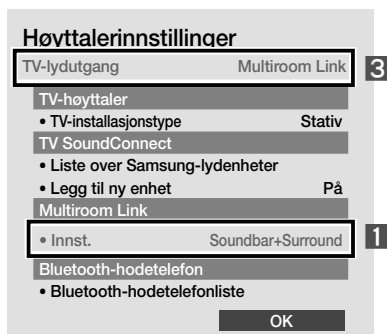 Høyttalerinnstillinger
TV-lydutgang Multiroom Link 3
TV-høyttaler
• TV-installasjonstype Stativ
TV SoundConnect
• Liste over Samsung-lydenheter
• Legg til ny enhet På
Multiroom Link
• Innst. Soundbar+Surround 1
Bluetooth-hodetelefon
• Bluetooth-hodetelefonliste
OK